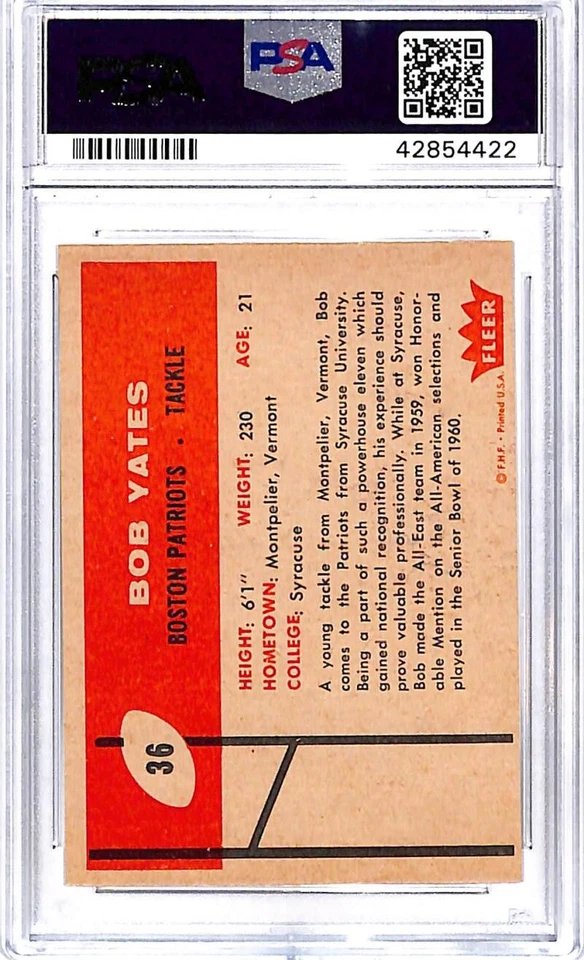 PSA
PSA
42854422
36
BOB YATES
BOSTON PATRIOTS • TACKLE
HEIGHT: 6'1" WEIGHT: 230 AGE: 21
HOMETOWN: Montpelier, Vermont
COLLEGE: Syracuse
A young tackle from Montpelier, Vermont, Bob
comes to the Patriots from Syracuse University.
Being a part of such a powerhouse eleven which
gained national recognition, his experience should
prove valuable professionally. While at Syracuse,
Bob made the All-East team in 1959, won Honor-
able Mention on the All-American selections and
played in the Senior Bowl of 1960.
© F.H.F. • Printed U.S.A.
FLEER